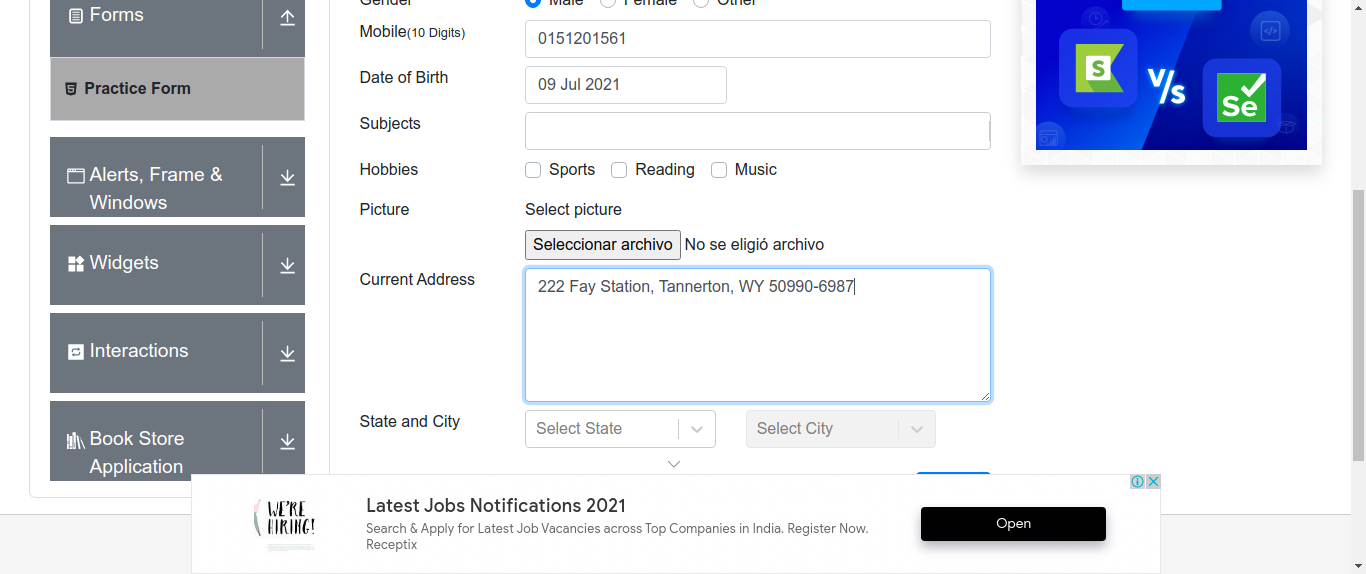 Forms
Practice Form
Alerts, Frame &
Windows
Widgets
Interactions
Book Store
Application
Gender Male Female Other
Mobile(10 Digits) 0151201561
Date of Birth 09 Jul 2021
Subjects
Hobbies Sports Reading Music
Picture Select picture
Seleccionar archivo No se eligió archivo
Current Address 222 Fay Station, Tannerton, WY 50990-6987
State and City Select State Select City
S V/s Se
WE'RE
HIRING!
Latest Jobs Notifications 2021
Search & Apply for Latest Job Vacancies across Top Companies in India. Register Now.
Receptix
Open